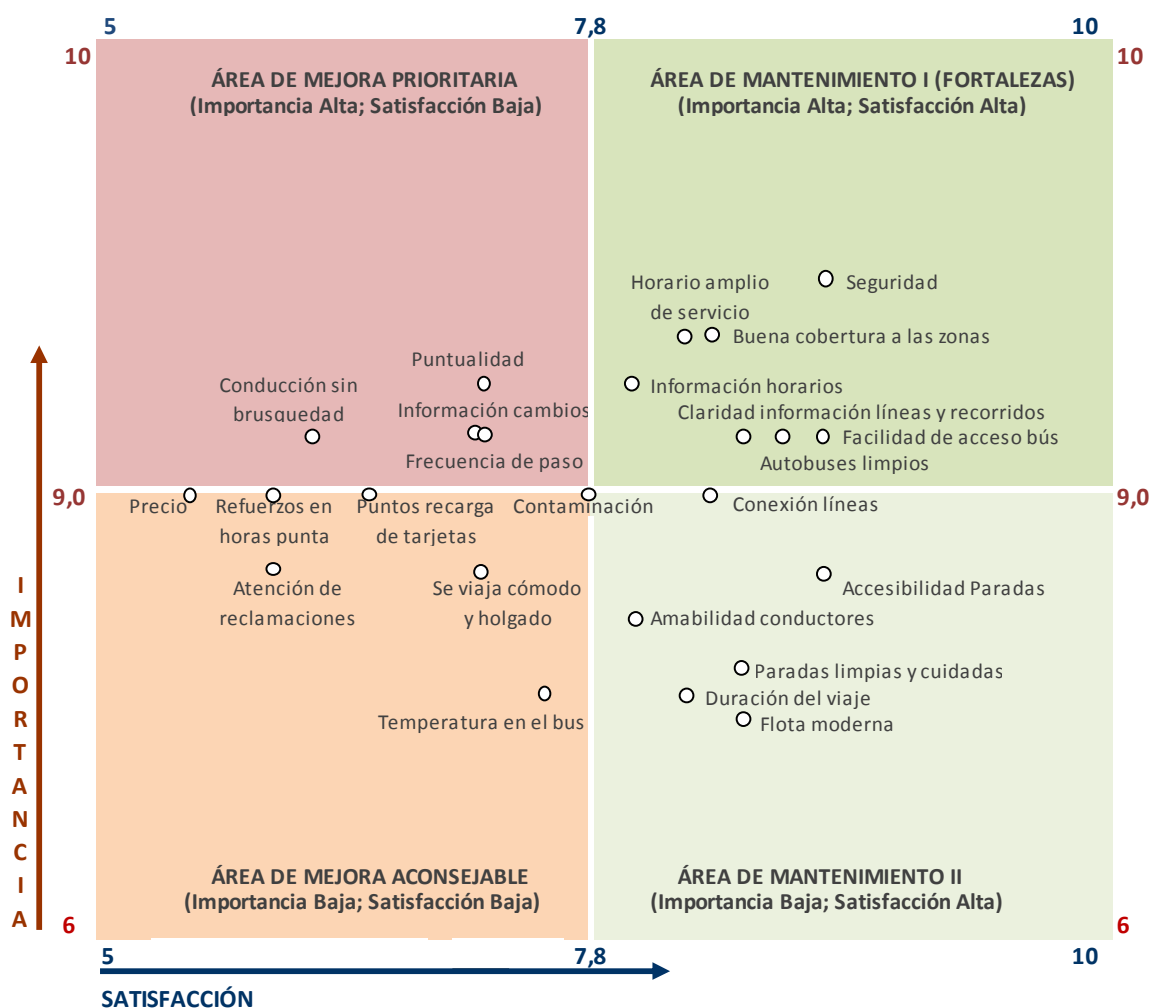 5 7,8 10
10 10
ÁREA DE MEJORA PRIORITARIA
(Importancia Alta; Satisfacción Baja)
ÁREA DE MANTENIMIENTO I (FORTALEZAS)
(Importancia Alta; Satisfacción Alta)
Horario amplio
de servicio
Seguridad
Buena cobertura a las zonas
Puntualidad
Conducción sin
brusquedad
Información cambios
Frecuencia de paso
Información horarios
Claridad información líneas y recorridos
Facilidad de acceso bús
Autobuses limpios
9,0 9,0
Precio
Refuerzos en
horas punta
Puntos recarga
de tarjetas
Contaminación
Conexión líneas
Atención de
reclamaciones
Se viaja cómodo
y holgado
Accesibilidad Paradas
Amabilidad conductores
Paradas limpias y cuidadas
Duración del viaje
Temperatura en el bus
Flota moderna
I
M
P
O
R
T
A
N
C
I
A
ÁREA DE MEJORA ACONSEJABLE
(Importancia Baja; Satisfacción Baja)
ÁREA DE MANTENIMIENTO II
(Importancia Baja; Satisfacción Alta)
6 6
5 7,8 10
SATISFACCIÓN